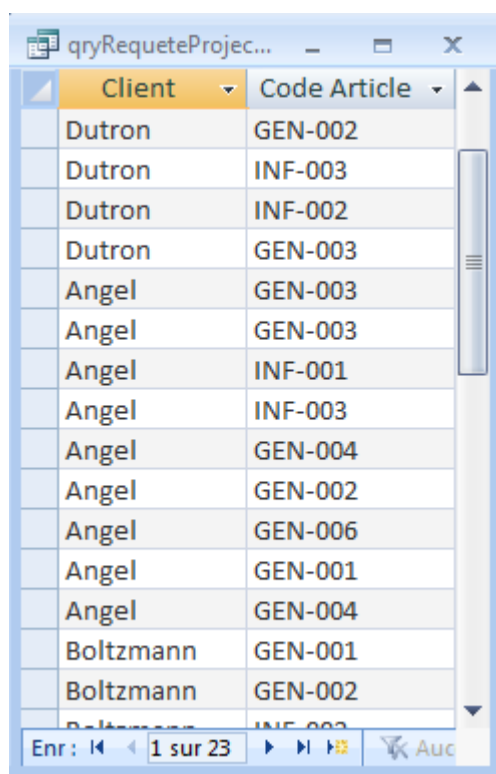 qryRequeteProjec...
Client Code Article
Dutron GEN-002
Dutron INF-003
Dutron INF-002
Dutron GEN-003
Angel GEN-003
Angel GEN-003
Angel INF-001
Angel INF-003
Angel GEN-004
Angel GEN-002
Angel GEN-006
Angel GEN-001
Angel GEN-004
Boltzmann GEN-001
Boltzmann GEN-002
Enr : 1 sur 23 Auc